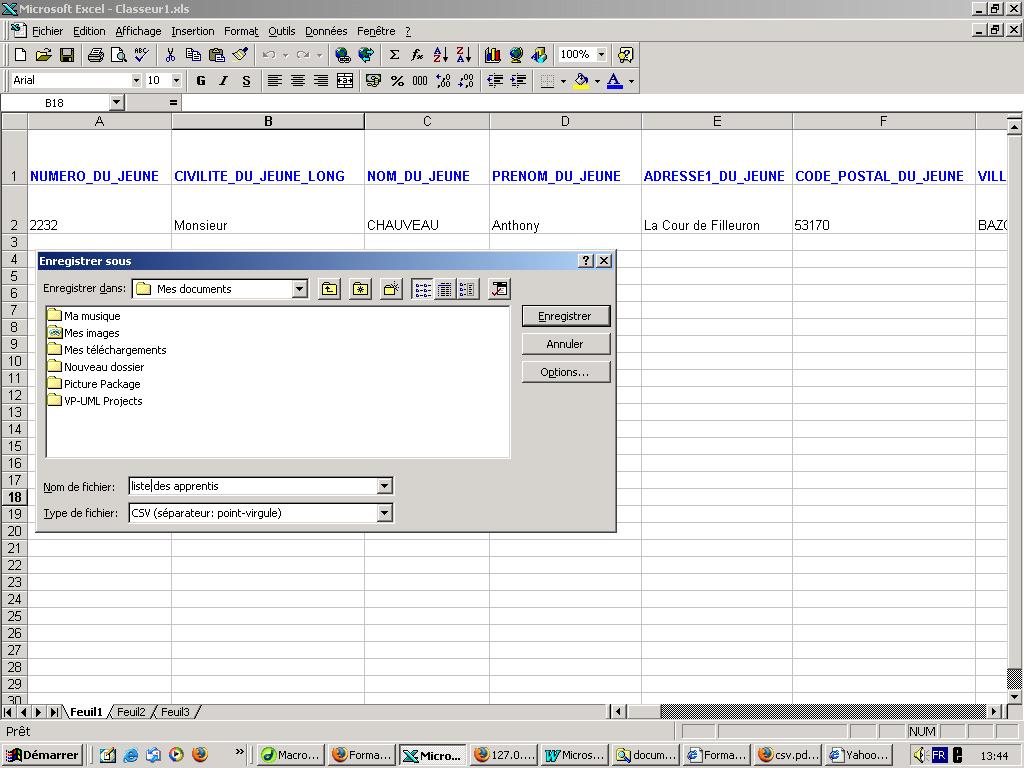 Microsoft Excel - Classeur1.xls
Fichier Edition Affichage Insertion Format Outils Données Fenêtre ?
100%
Arial 10 G I S
B18 =
A B C D E F
1 NUMERO_DU_JEUNE CIVILITE_DU_JEUNE_LONG NOM_DU_JEUNE PRENOM_DU_JEUNE ADRESSE1_DU_JEUNE CODE_POSTAL_DU_JEUNE VILL
2 2232 Monsieur CHAUVEAU Anthony La Cour de Filleuron 53170 BAZO
3
4
5
6
7
8
9
10
11
12
13
14
15
16
17
18
19
20
21
22
23
24
25
26
27
28
29
30
Enregistrer sous
Enregistrer dans: Mes documents
Ma musique
Mes images
Mes téléchargements
Nouveau dossier
Picture Package
VP-UML Projects
Enregistrer
Annuler
Options...
Nom de fichier: liste des apprentis
Type de fichier: CSV (séparateur: point-virgule)
Feuil1 Feuil2 Feuil3
Prêt NUM
Démarrer » Macro... Forma... Micro... 127.0.... Micros... docum... Forma... csv.pd... Yahoo... FR 13:44